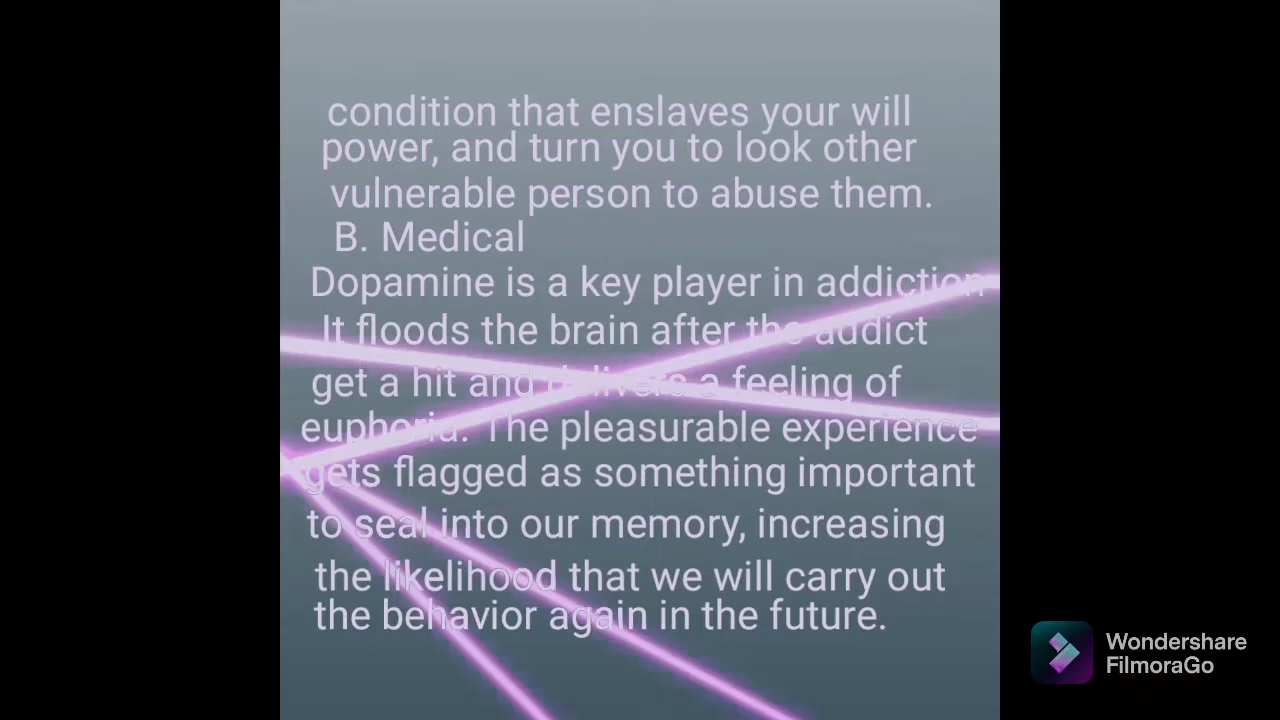 condition that enslaves your will
power, and turn you to look other
vulnerable person to abuse them.
B. Medical
Dopamine is a key player in addiction
It floods the brain after the addict
get a hit and delivers a feeling of
euphoria. The pleasurable experience
gets flagged as something important
to seal into our memory, increasing
the likelihood that we will carry out
the behavior again in the future.
Wondershare
FilmoraGo